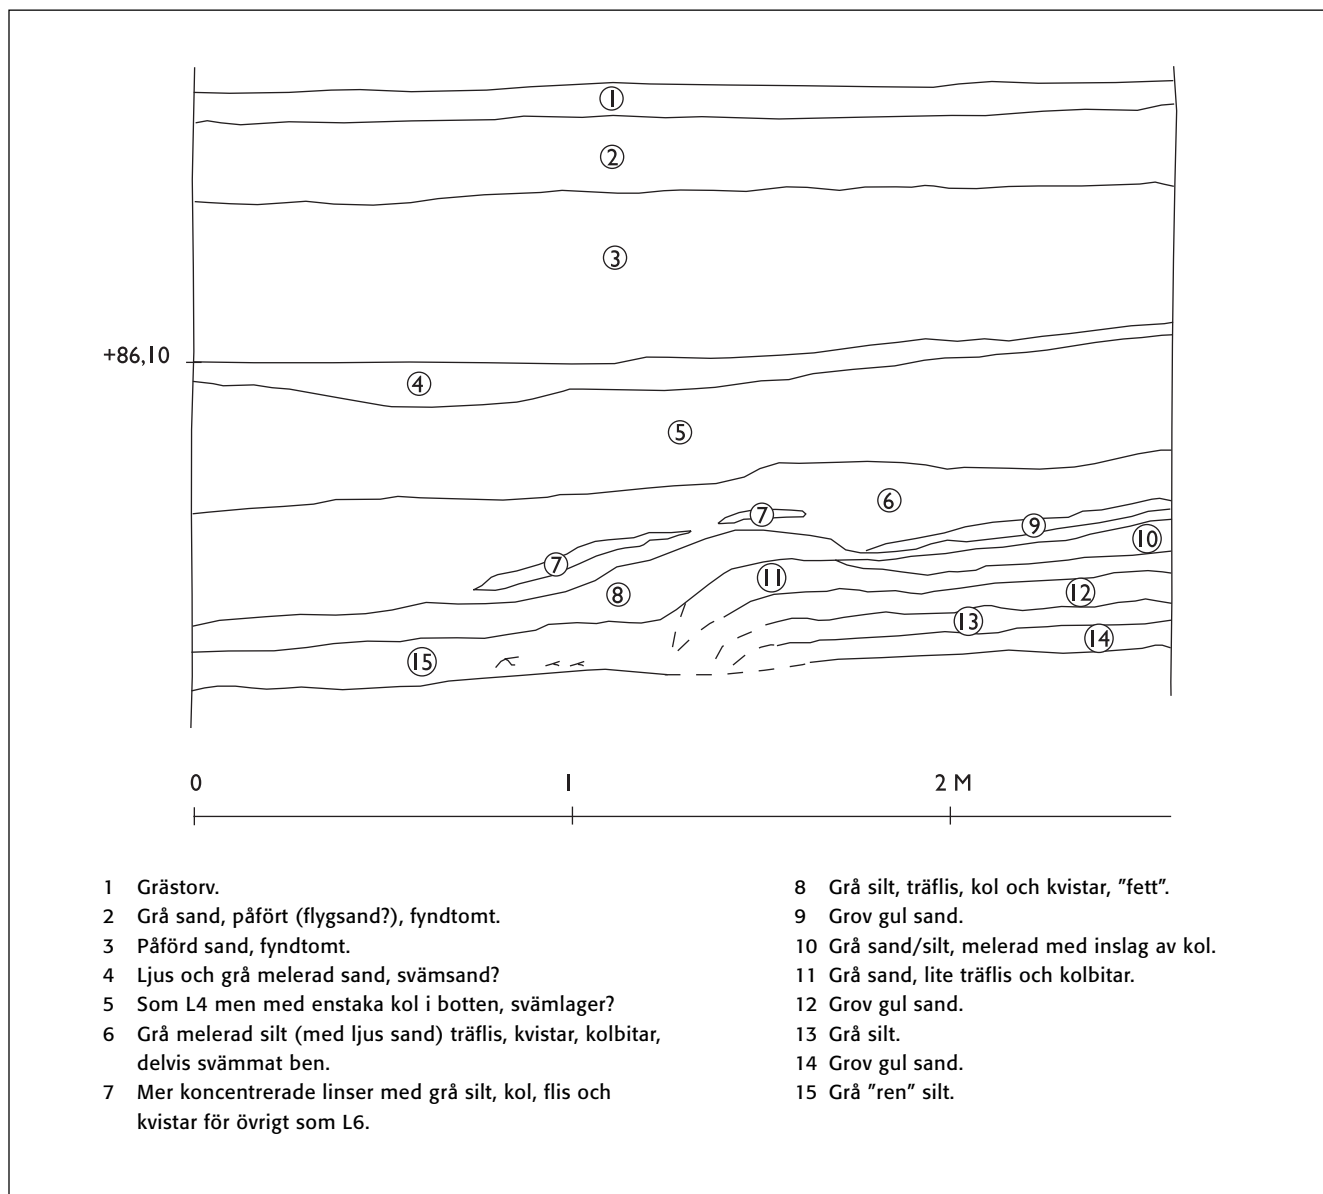 1
2
3
+86,10
4
5
6
7
9
10
7
11
8
12
13
14
15
0 1 2 M
1 Grästorv.
2 Grå sand, påfört (flygsand?), fyndtomt.
3 Påförd sand, fyndtomt.
4 Ljus och grå melerad sand, svämsand?
5 Som L4 men med enstaka kol i botten, svämlager?
6 Grå melerad silt (med ljus sand) träflis, kvistar, kolbitar,
delvis svämmat ben.
7 Mer koncentrerade linser med grå silt, kol, flis och
kvistar för övrigt som L6.
8 Grå silt, träflis, kol och kvistar, ”fett”.
9 Grov gul sand.
10 Grå sand/silt, melerad med inslag av kol.
11 Grå sand, lite träflis och kolbitar.
12 Grov gul sand.
13 Grå silt.
14 Grov gul sand.
15 Grå ”ren” silt.